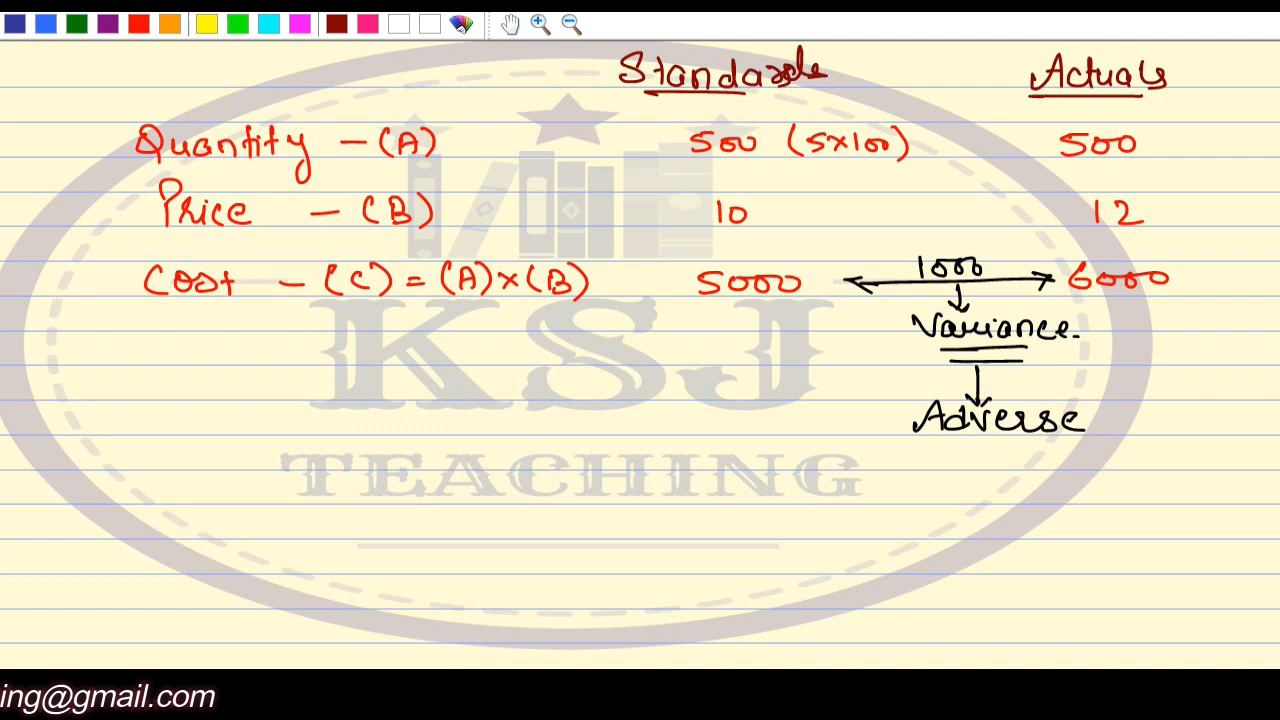 Standards Actuals
Quantity - (A) 500 (5x100) 500
Price - (B) 10 12
Cost - (C) = (A)x(B) 5000 1000 6000
Variance.
Adverse
KSJ
TEACHING
ing@gmail.com